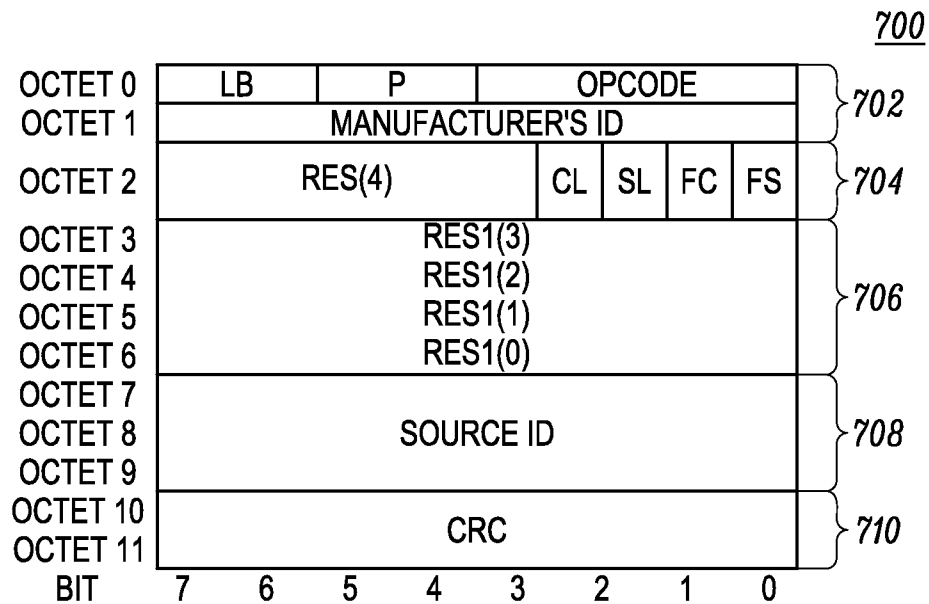 700
OCTET 0 LB P OPCODE 702
OCTET 1 MANUFACTURER'S ID
OCTET 2 RES(4) CL SL FC FS 704
OCTET 3 RES1(3)
OCTET 4 RES1(2)
706
OCTET 5 RES1(1)
OCTET 6 RES1(0)
OCTET 7
OCTET 8 SOURCE ID 708
OCTET 9
OCTET 10
CRC 710
OCTET 11
BIT 7 6 5 4 3 2 1 0